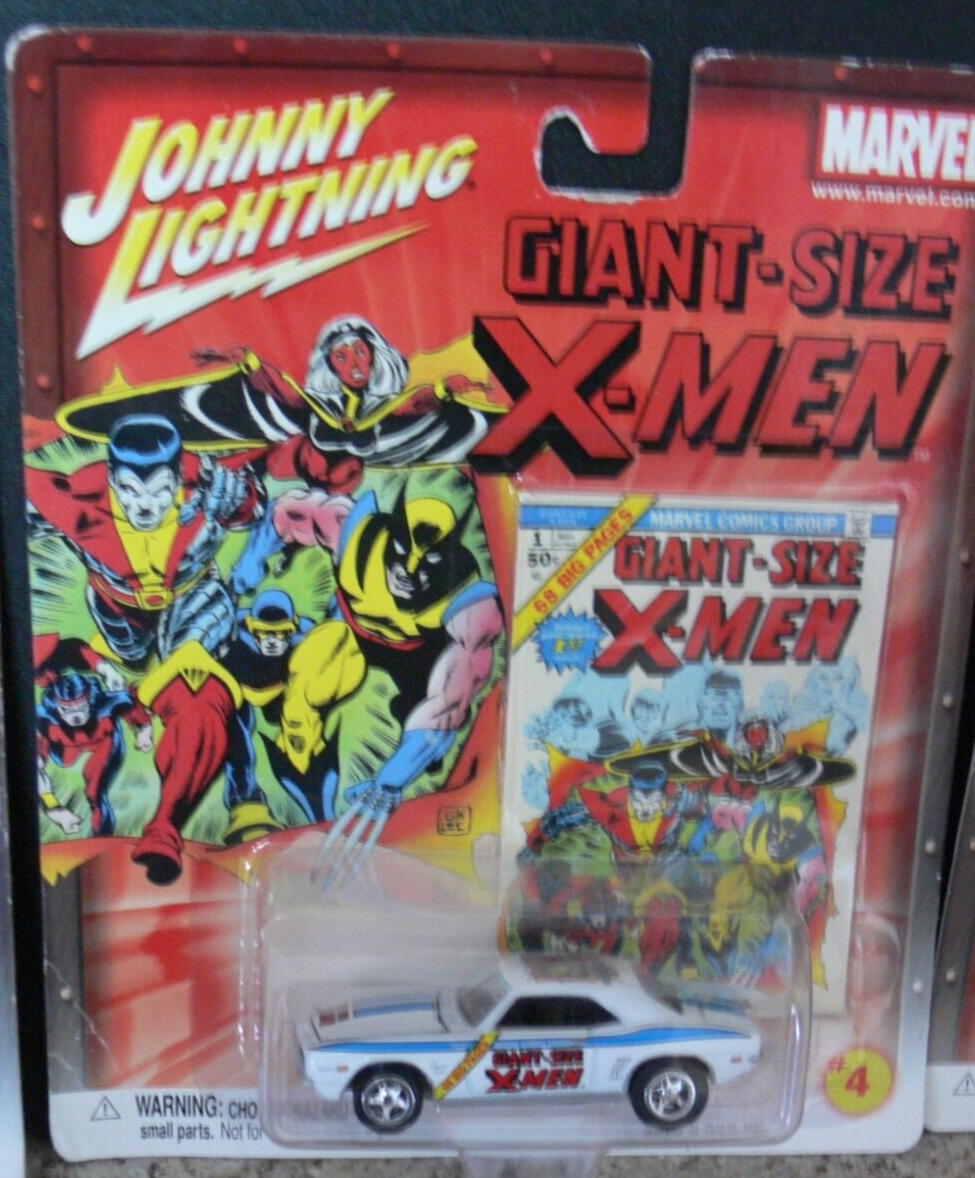 JOHNNY
LIGHTNING
MARVEL
www.marvel.com
GIANT-SIZE
X-MEN
MARVEL COMICS GROUP
1
50¢
68 BIG PAGES
GIANT-SIZE
X-MEN
GIANT-SIZE
X-MEN
#4
WARNING: CHO
small parts. Not for